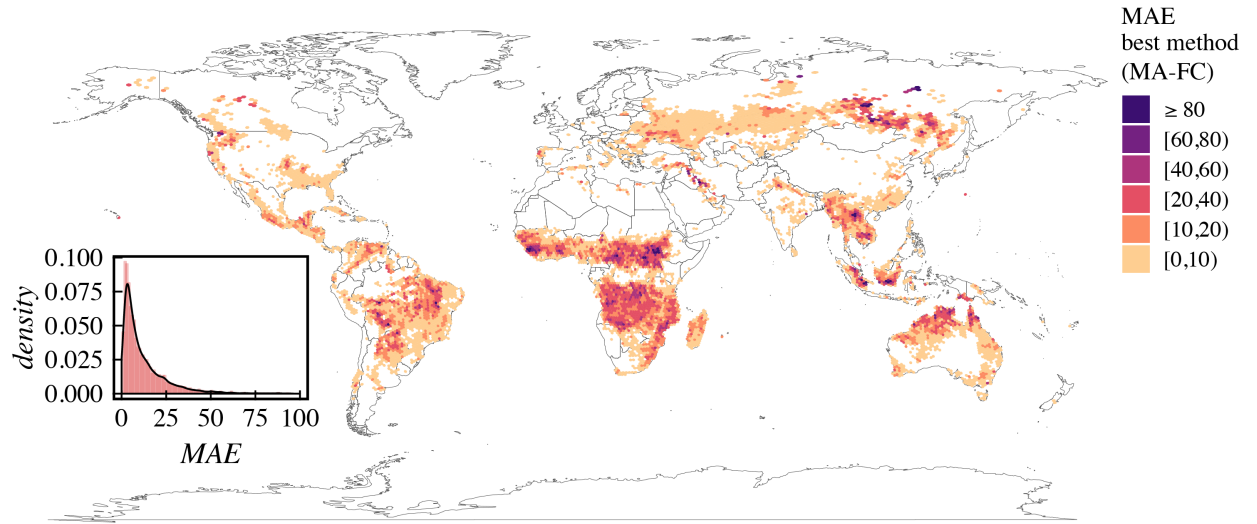 MAE
best method
(MA-FC)
≥ 80
[60,80)
[40,60)
[20,40)
[10,20)
[0,10)
0.100
0.075
0.050
0.025
0.000
density
0 25 50 75 100
MAE